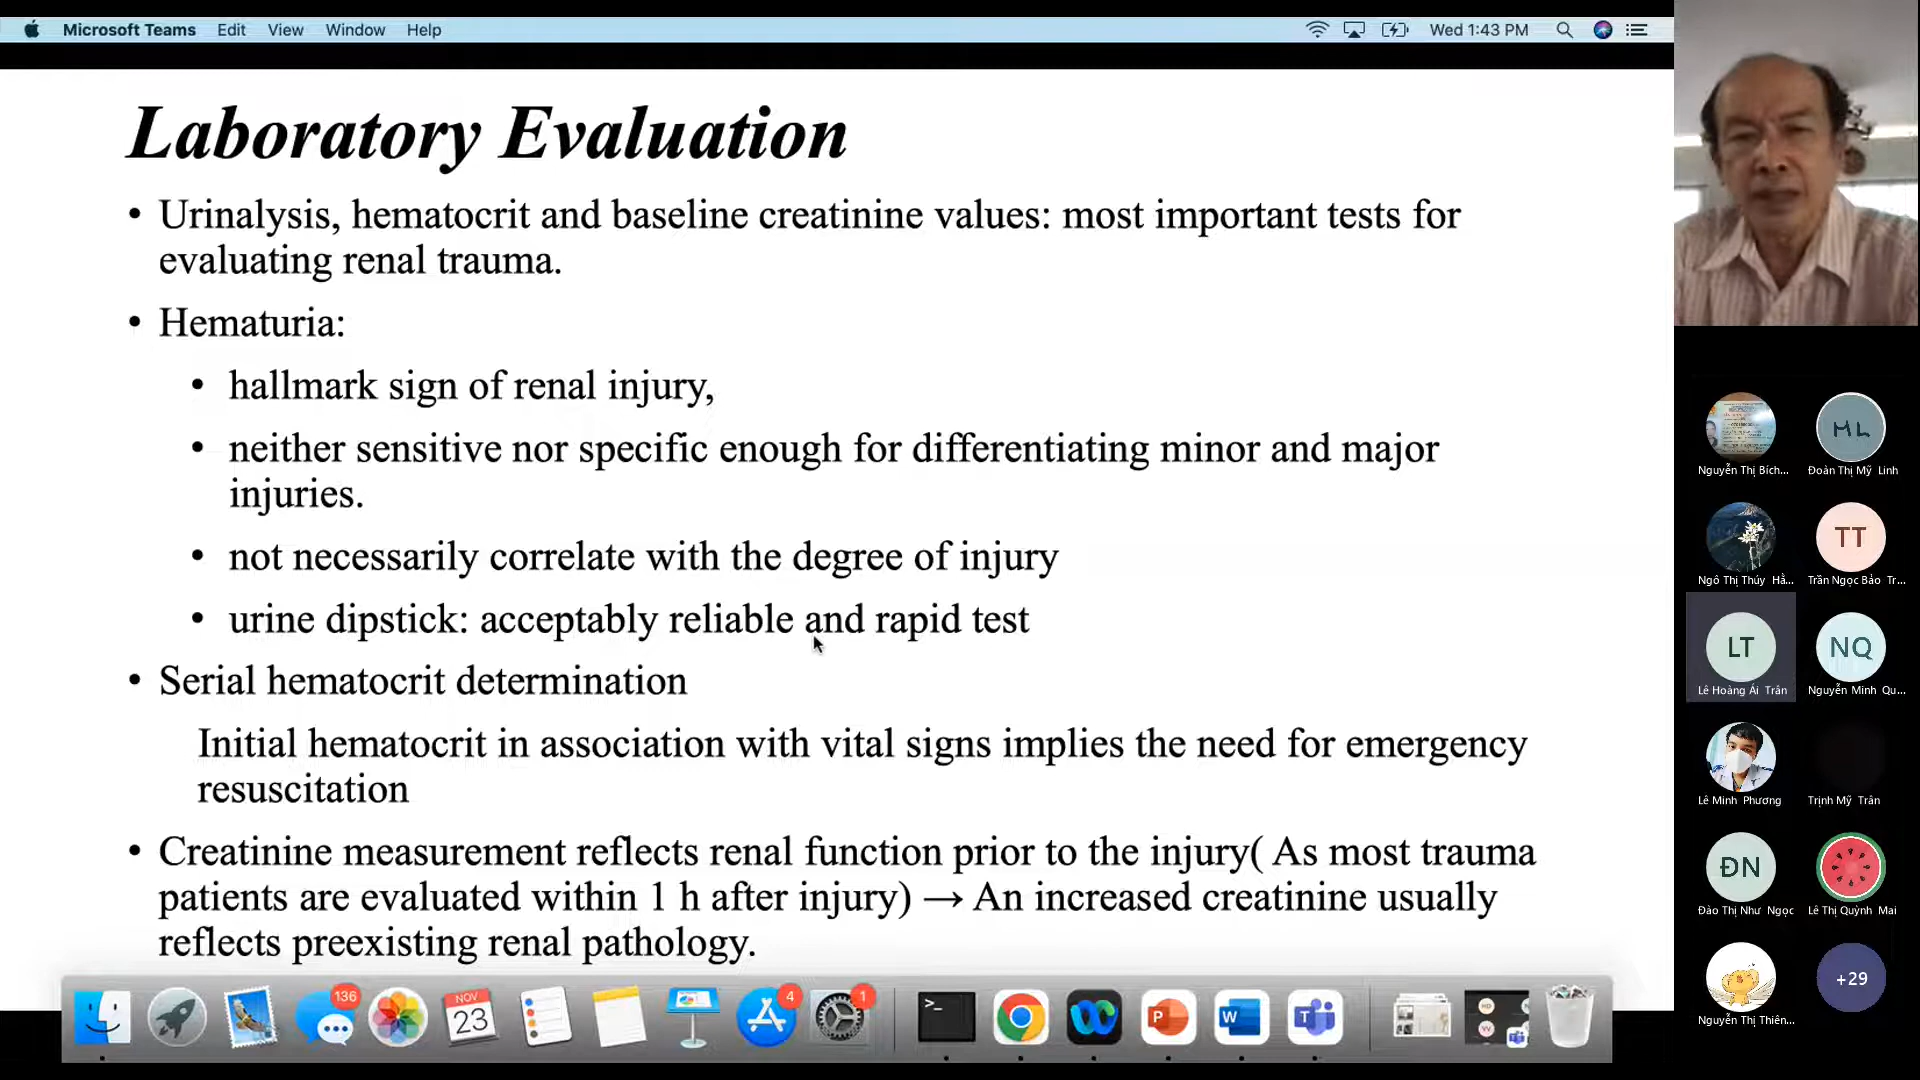 Microsoft Teams Edit View Window Help
Wed 1:43 PM
Laboratory Evaluation
• Urinalysis, hematocrit and baseline creatinine values: most important tests for
evaluating renal trauma.
• Hematuria:
• hallmark sign of renal injury,
• neither sensitive nor specific enough for differentiating minor and major
injuries.
• not necessarily correlate with the degree of injury
• urine dipstick: acceptably reliable and rapid test
• Serial hematocrit determination
Initial hematocrit in association with vital signs implies the need for emergency
resuscitation
• Creatinine measurement reflects renal function prior to the injury( As most trauma
patients are evaluated within 1 h after injury) → An increased creatinine usually
reflects preexisting renal pathology.
136
NOV
23
4
1
>_
P
W
T
Nguyễn Thị Bích...
ML
Đoàn Thị Mỹ Linh
Ngô Thị Thúy Hằ...
TT
Trần Ngọc Bảo Tr...
LT
Lê Hoàng Ái Trân
NQ
Nguyễn Minh Qu...
Lê Minh Phương
Trịnh Mỹ Trân
ĐN
Đào Thị Như Ngọc
Lê Thị Quỳnh Mai
Nguyễn Thị Thiên...
+29